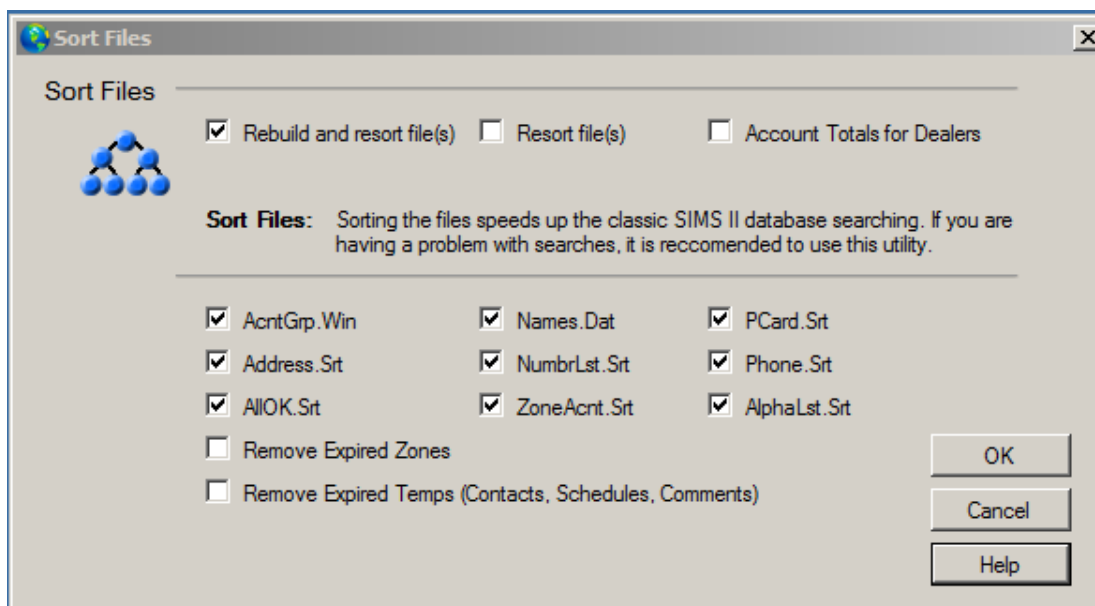 Sort Files
Sort Files
Rebuild and resort file(s) Resort file(s) Account Totals for Dealers
Sort Files: Sorting the files speeds up the classic SIMS II database searching. If you are
having a problem with searches, it is reccomended to use this utility.
AcntGrp.Win Names.Dat PCard.Srt
Address.Srt NumbrLst.Srt Phone.Srt
AllOK.Srt ZoneAcnt.Srt AlphaLst.Srt
Remove Expired Zones
OK
Remove Expired Temps (Contacts, Schedules, Comments)
Cancel
Help